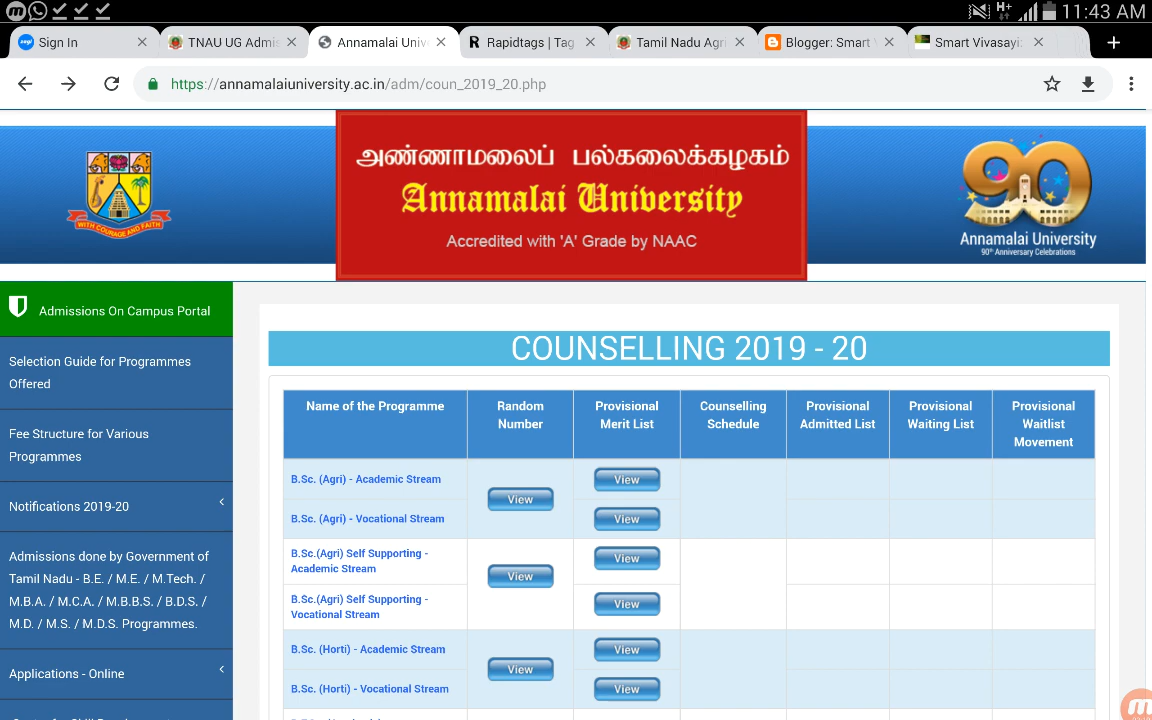 11:43 AM
Sign In
TNAU UG Admis
Annamalai Univ
Rapidtags | Tag
Tamil Nadu Agri
Blogger: Smart V
Smart Vivasayi:
https://annamalaiuniversity.ac.in/adm/coun_2019_20.php
அண்ணாமலைப் பல்கலைக்கழகம்
Annamalai University
Accredited with 'A' Grade by NAAC
WITH COURAGE AND FAITH
90
Annamalai University
90th Anniversary Celebrations
Admissions On Campus Portal
Selection Guide for Programmes
Offered
Fee Structure for Various
Programmes
Notifications 2019-20
Admissions done by Government of
Tamil Nadu - B.E. / M.E. / M.Tech. /
M.B.A. / M.C.A. / M.B.B.S. / B.D.S. /
M.D. / M.S. / M.D.S. Programmes.
Applications - Online
COUNSELLING 2019 - 20
Name of the Programme
Random
Number
Provisional
Merit List
Counselling
Schedule
Provisional
Admitted List
Provisional
Waiting List
Provisional
Waitlist
Movement
B.Sc. (Agri) - Academic Stream
View
View
B.Sc. (Agri) - Vocational Stream
View
B.Sc.(Agri) Self Supporting -
Academic Stream
View
View
B.Sc.(Agri) Self Supporting -
Vocational Stream
View
B.Sc. (Horti) - Academic Stream
View
View
B.Sc. (Horti) - Vocational Stream
View